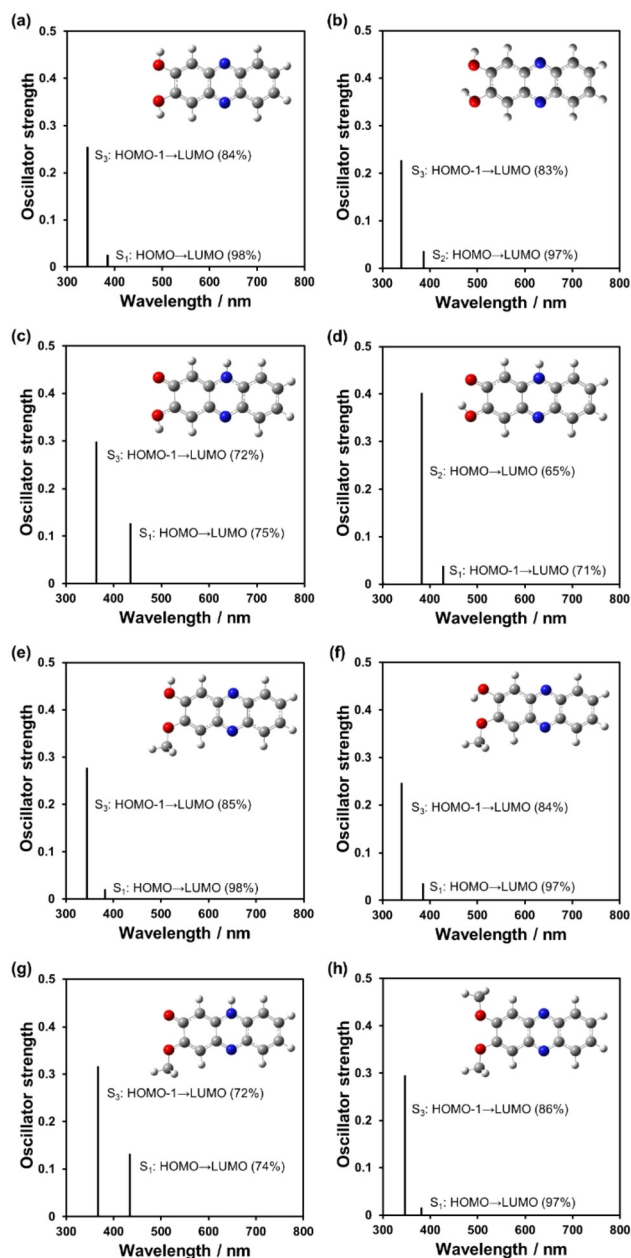 (a)
0.5
0.4
0.3
0.2
0.1
0
Oscillator strength
S₃: HOMO-1→LUMO (84%)
S₁: HOMO→LUMO (98%)
300 400 500 600 700 800
Wavelength / nm
(b)
0.5
0.4
0.3
0.2
0.1
0
Oscillator strength
S₃: HOMO-1→LUMO (83%)
S₂: HOMO→LUMO (97%)
300 400 500 600 700 800
Wavelength / nm
(c)
0.5
0.4
0.3
0.2
0.1
0
Oscillator strength
S₃: HOMO-1→LUMO (72%)
S₁: HOMO→LUMO (75%)
300 400 500 600 700 800
Wavelength / nm
(d)
0.5
0.4
0.3
0.2
0.1
0
Oscillator strength
S₂: HOMO→LUMO (65%)
S₁: HOMO-1→LUMO (71%)
300 400 500 600 700 800
Wavelength / nm
(e)
0.5
0.4
0.3
0.2
0.1
0
Oscillator strength
S₃: HOMO-1→LUMO (85%)
S₁: HOMO→LUMO (98%)
300 400 500 600 700 800
Wavelength / nm
(f)
0.5
0.4
0.3
0.2
0.1
0
Oscillator strength
S₃: HOMO-1→LUMO (84%)
S₁: HOMO→LUMO (97%)
300 400 500 600 700 800
Wavelength / nm
(g)
0.5
0.4
0.3
0.2
0.1
0
Oscillator strength
S₃: HOMO-1→LUMO (72%)
S₁: HOMO→LUMO (74%)
300 400 500 600 700 800
Wavelength / nm
(h)
0.5
0.4
0.3
0.2
0.1
0
Oscillator strength
S₃: HOMO-1→LUMO (86%)
S₁: HOMO→LUMO (97%)
300 400 500 600 700 800
Wavelength / nm